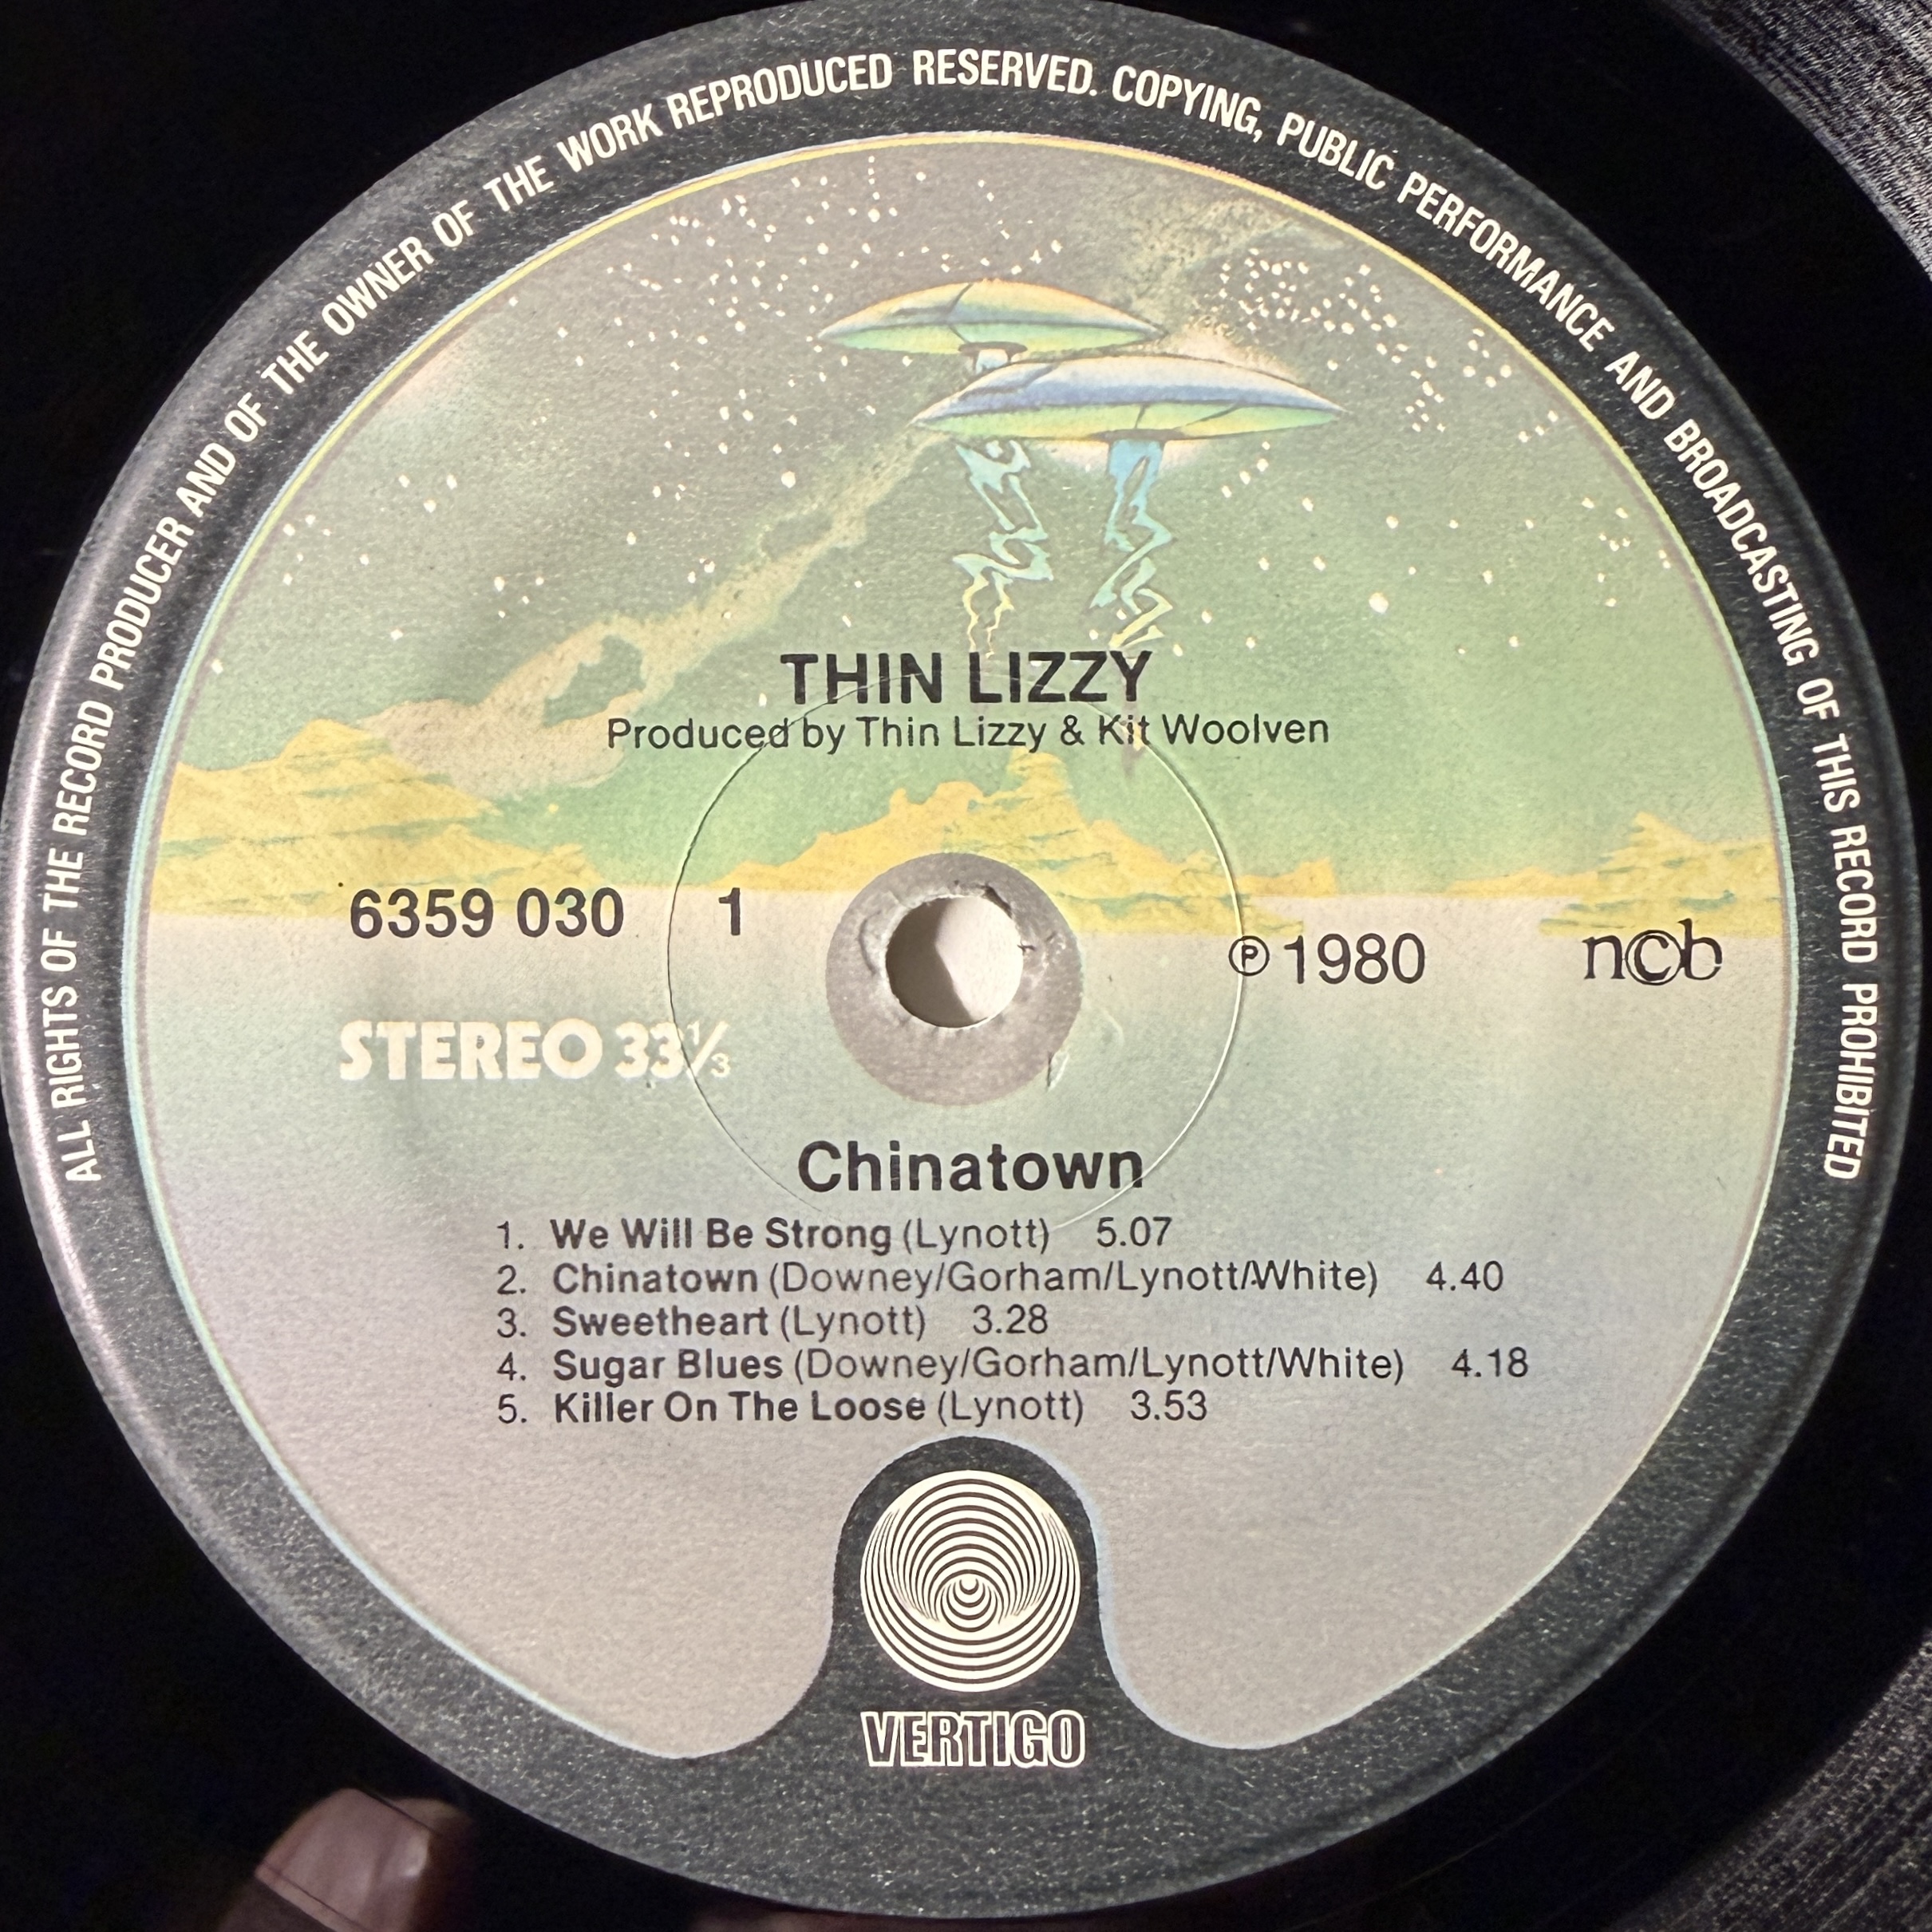 ALL RIGHTS OF THE RECORD PRODUCER AND OF THE OWNER OF THE WORK REPRODUCED RESERVED. COPYING, PUBLIC PERFORMANCE AND BROADCASTING OF THIS RECORD PROHIBITED
THIN LIZZY
Produced by Thin Lizzy & Kit Woolven
6359 030 1
℗ 1980 ncb
STEREO 33⅓
Chinatown
1. We Will Be Strong (Lynott) 5.07
2. Chinatown (Downey/Gorham/Lynott/White) 4.40
3. Sweetheart (Lynott) 3.28
4. Sugar Blues (Downey/Gorham/Lynott/White) 4.18
5. Killer On The Loose (Lynott) 3.53
VERTIGO